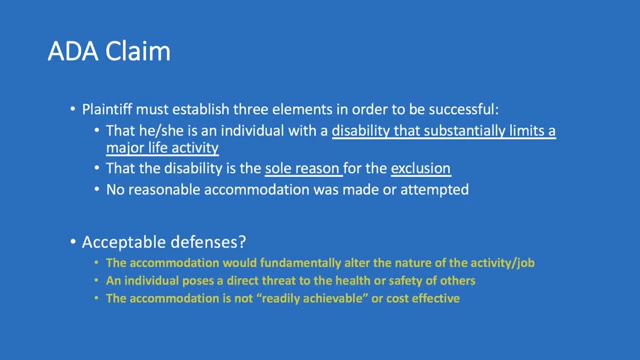 ADA Claim
• Plaintiff must establish three elements in order to be successful:
• That he/she is an individual with a disability that substantially limits a
major life activity
• That the disability is the sole reason for the exclusion
• No reasonable accommodation was made or attempted
• Acceptable defenses?
• The accommodation would fundamentally alter the nature of the activity/job
• An individual poses a direct threat to the health or safety of others
• The accommodation is not “readily achievable” or cost effective